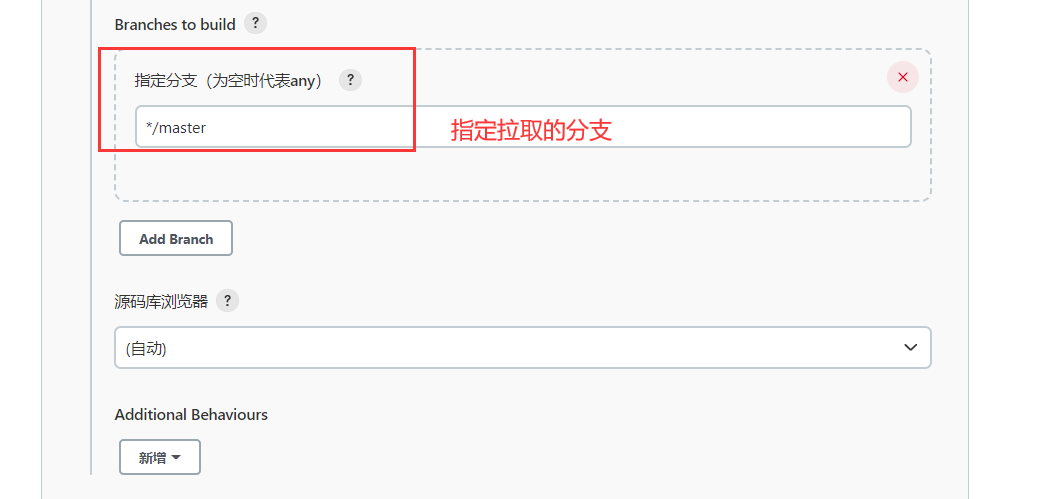 Branches to build ?
指定分支（为空时代表any） ?
*/master
指定拉取的分支
Add Branch
源码库浏览器 ?
(自动)
Additional Behaviours
新增